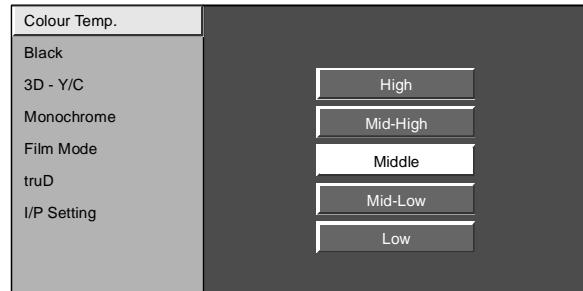 Colour Temp.
Black
3D - Y/C
Monochrome
Film Mode
truD
I/P Setting
High
Mid-High
Middle
Mid-Low
Low